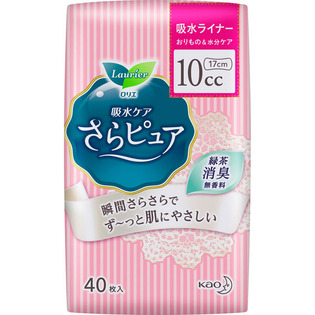 吸水ライナー
おりもの&水分ケア
17cm
10cc
Laurier
ロリエ
吸水ケア
さらピュア
緑茶
消臭
無香料
瞬間さらさらで
ず〜っと肌にやさしい
40枚入
Kao